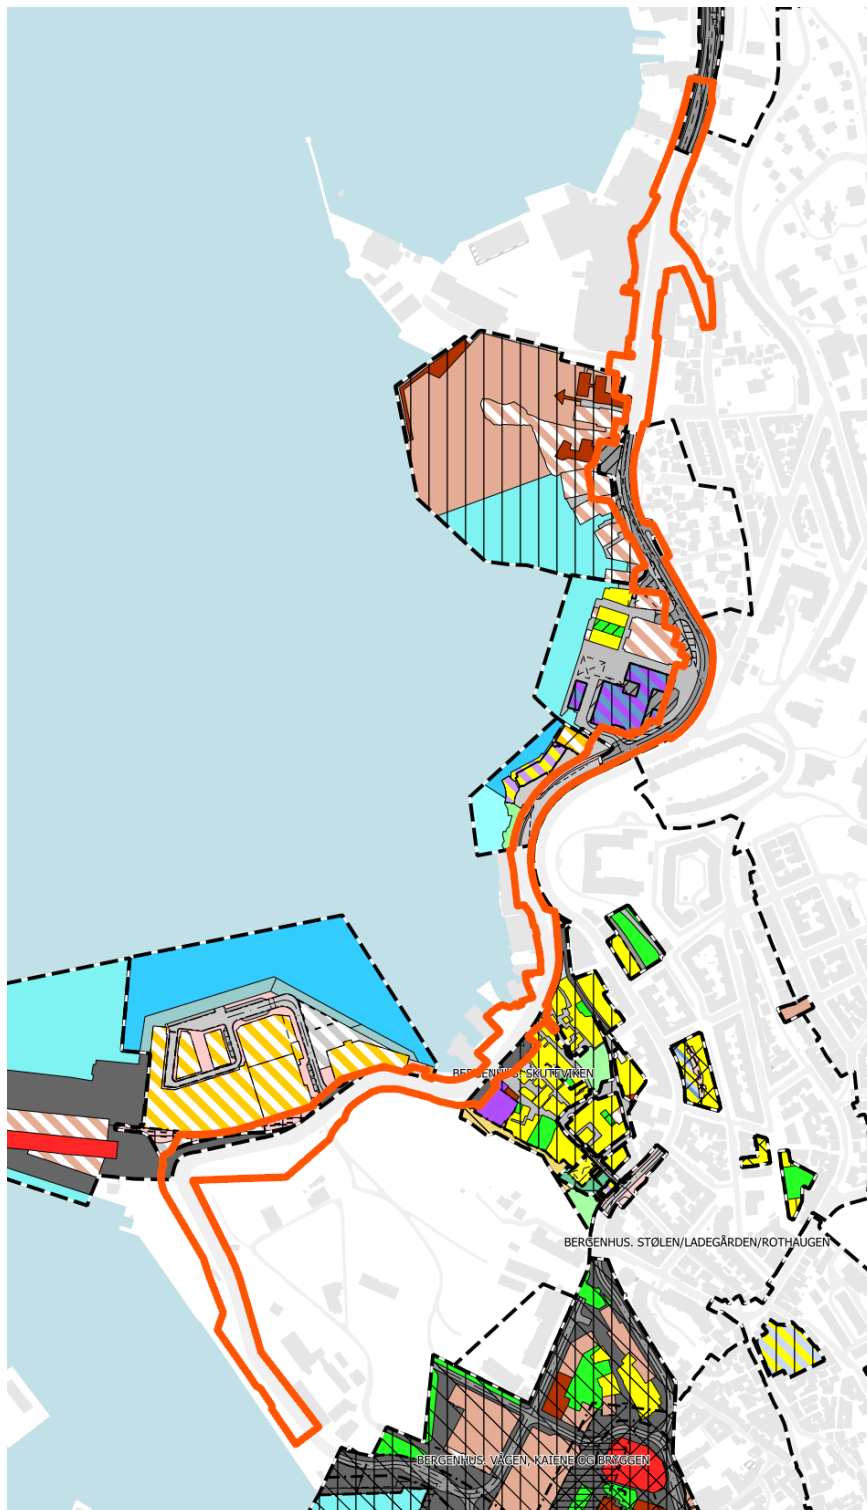 BERGENHUS. SKUTEVIKEN
BERGENHUS. STØLEN/LADEGÅRDEN/ROTHAUGEN
BERGENHUS. VÅGEN, KAIENE OG BRYGGEN